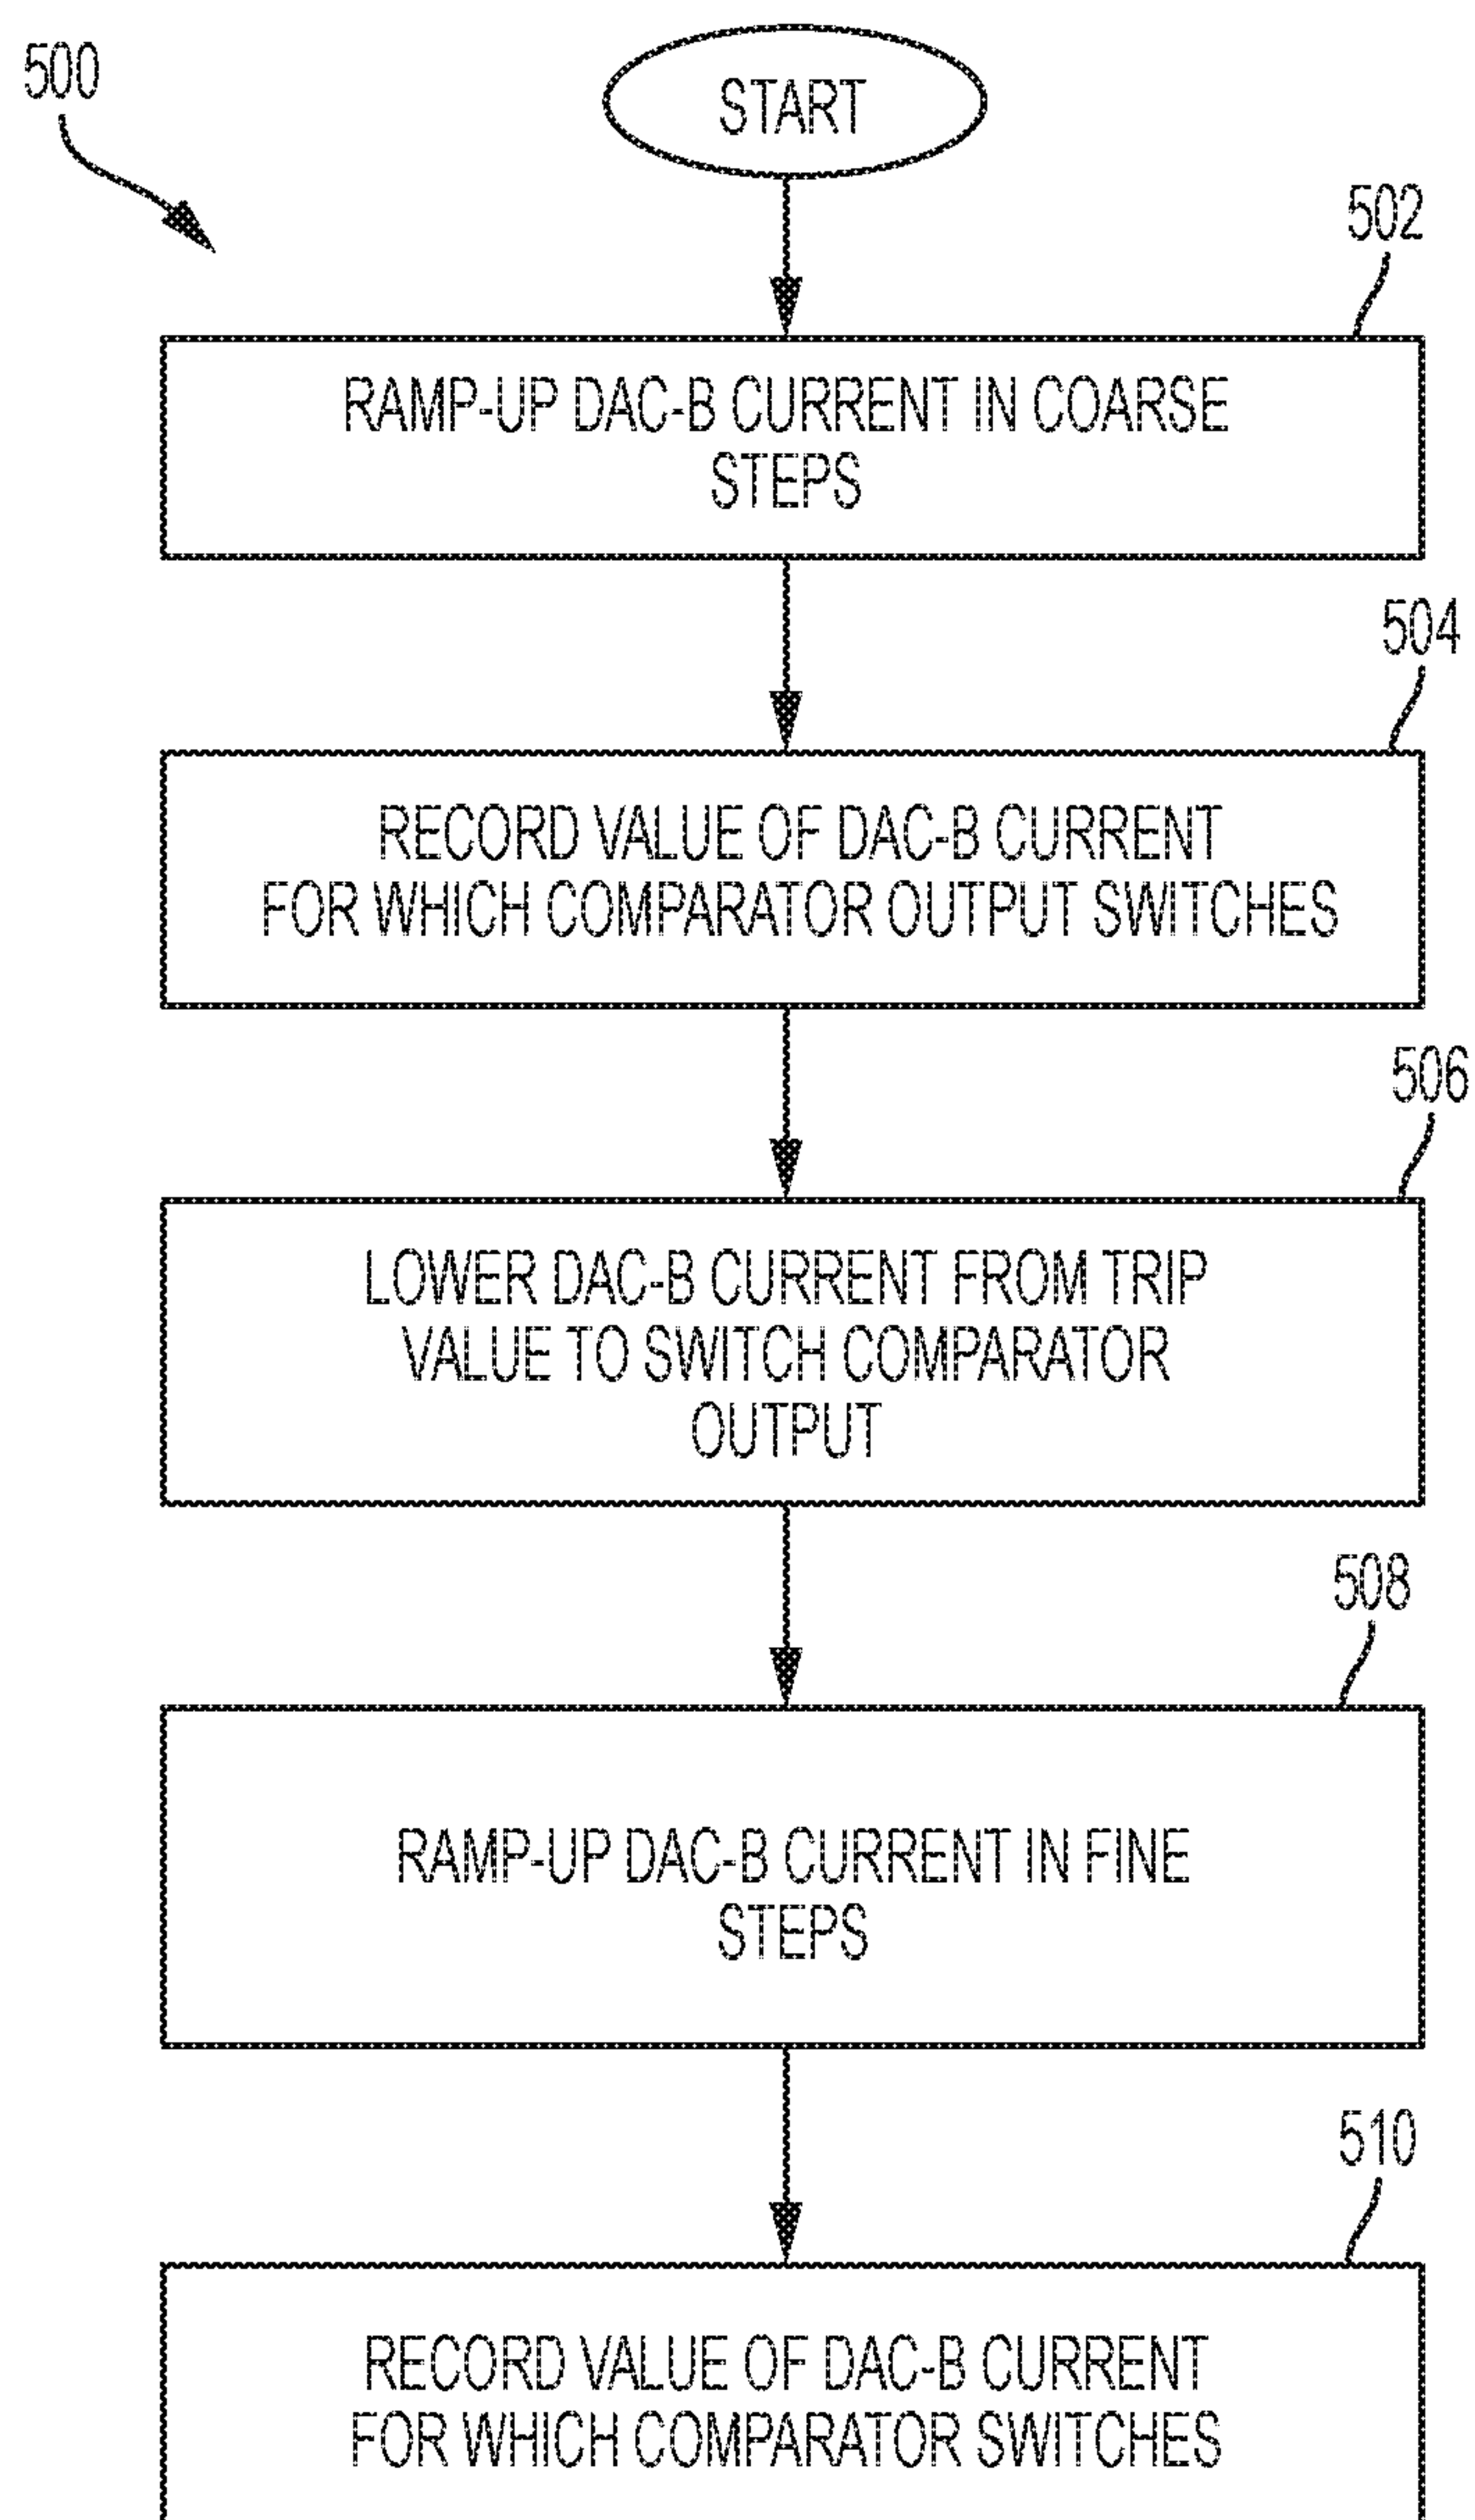 500
START
502
RAMP-UP DAC-B CURRENT IN COARSE
STEPS
504
RECORD VALUE OF DAC-B CURRENT
FOR WHICH COMPARATOR OUTPUT SWITCHES
506
LOWER DAC-B CURRENT FROM TRIP
VALUE TO SWITCH COMPARATOR
OUTPUT
508
RAMP-UP DAC-B CURRENT IN FINE
STEPS
510
RECORD VALUE OF DAC-B CURRENT
FOR WHICH COMPARATOR SWITCHES